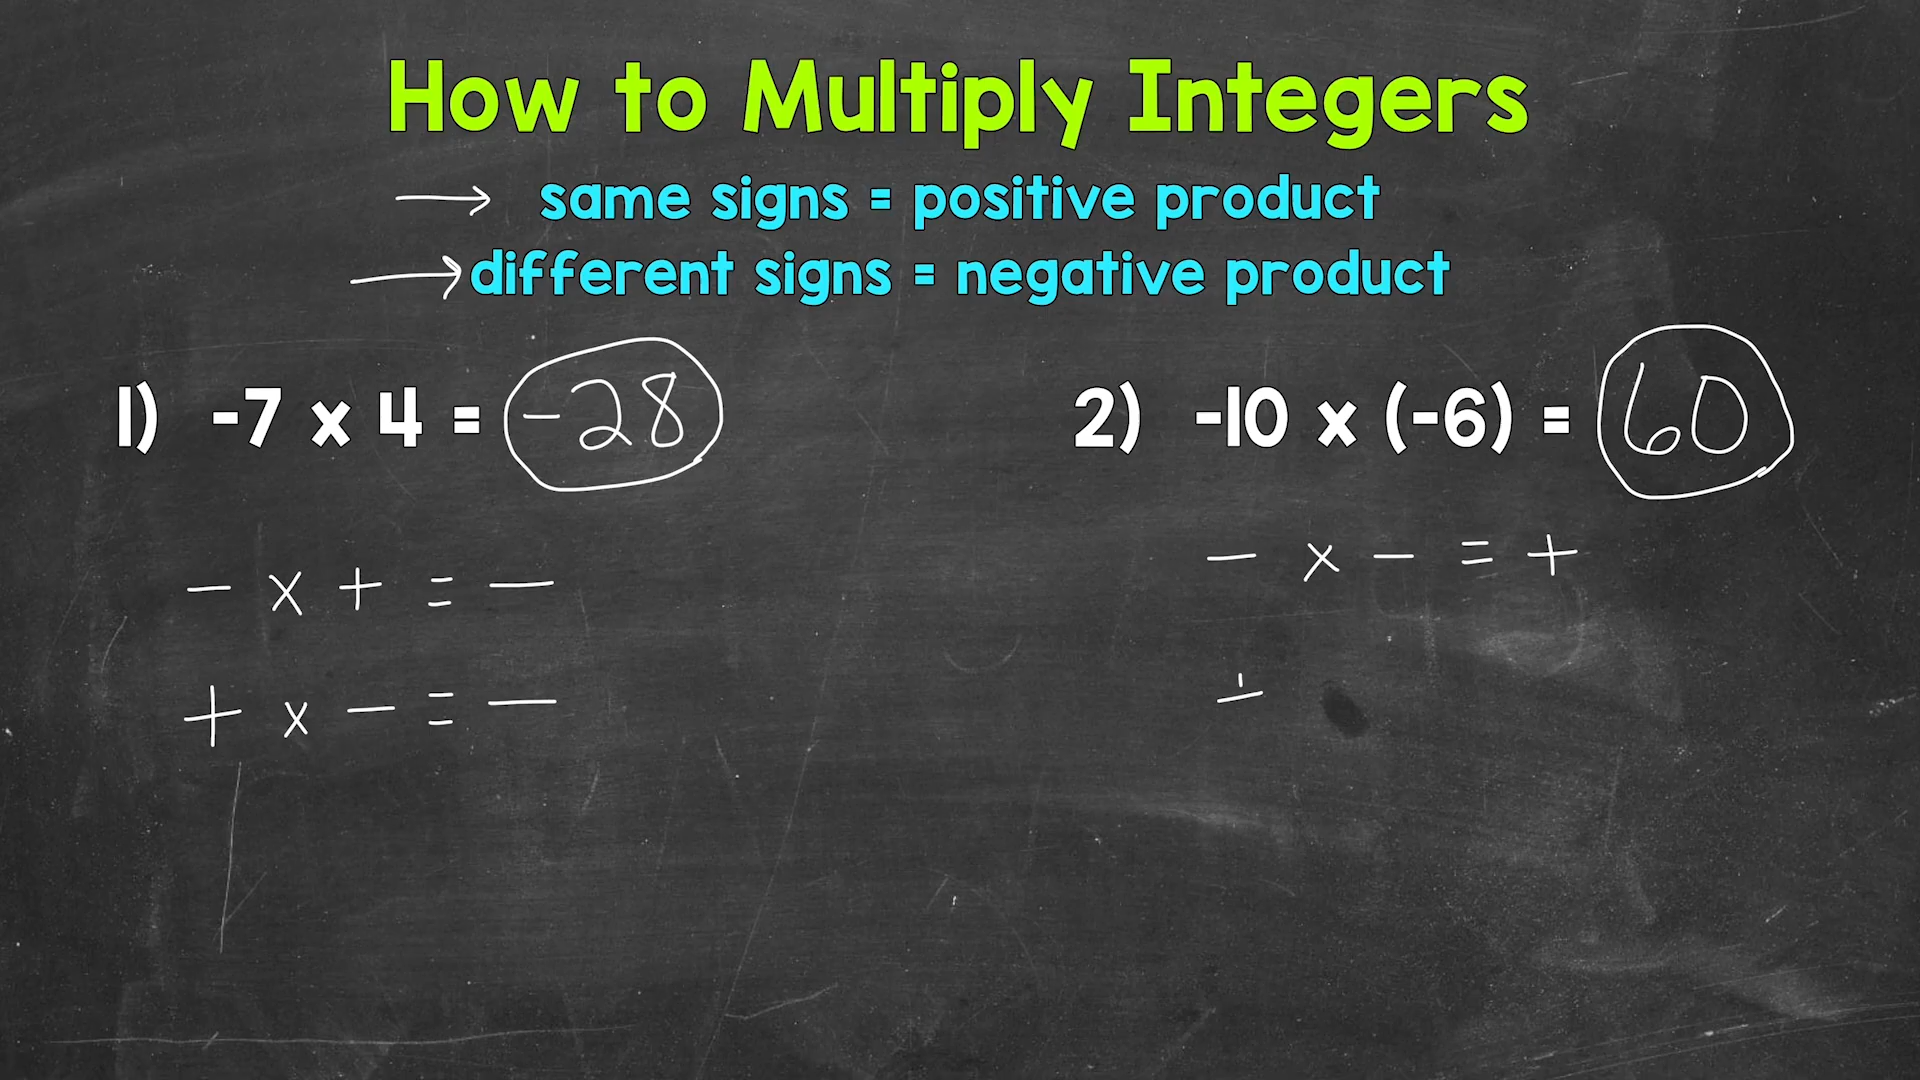 How to Multiply Integers
→ same signs = positive product
→ different signs = negative product
1) -7 x 4 = -28
2) -10 x (-6) = 60
- x + = -
+ x - = -
- x - = +